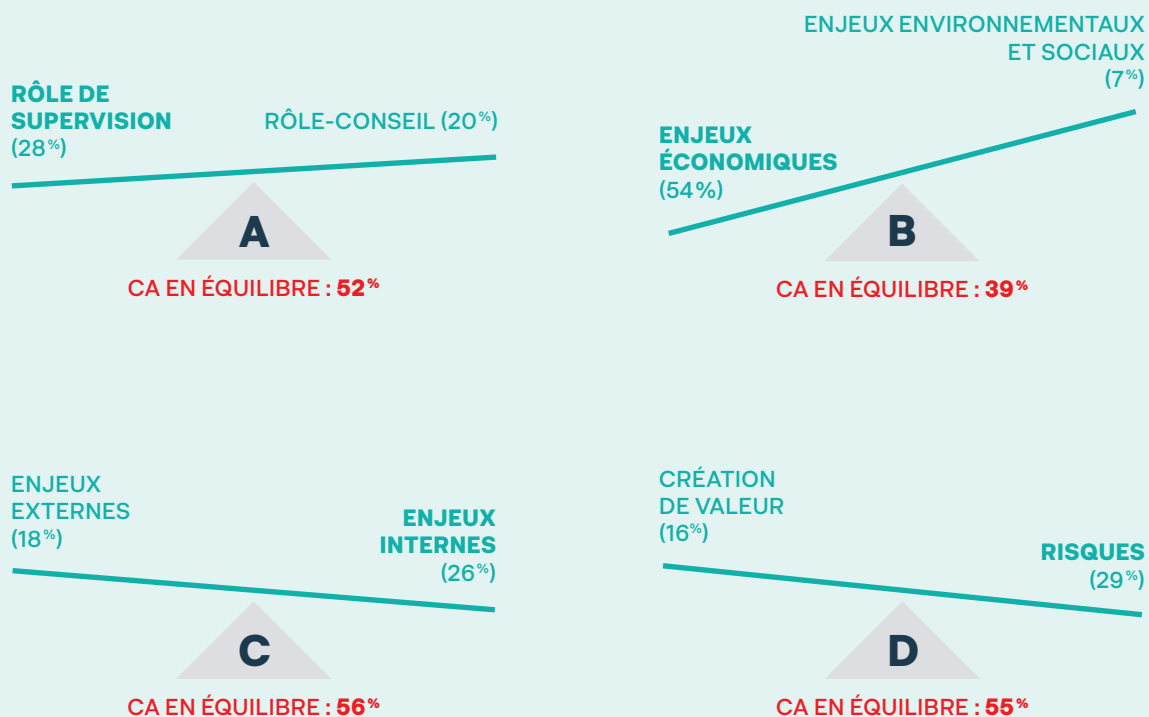 RÔLE DE
SUPERVISION
(28%)
RÔLE-CONSEIL (20%)
A
CA EN ÉQUILIBRE : 52%
ENJEUX ENVIRONNEMENTAUX
ET SOCIAUX
(7%)
ENJEUX
ÉCONOMIQUES
(54%)
B
CA EN ÉQUILIBRE : 39%
ENJEUX
EXTERNES
(18%)
ENJEUX
INTERNES
(26%)
C
CA EN ÉQUILIBRE : 56%
CRÉATION
DE VALEUR
(16%)
RISQUES
(29%)
D
CA EN ÉQUILIBRE : 55%